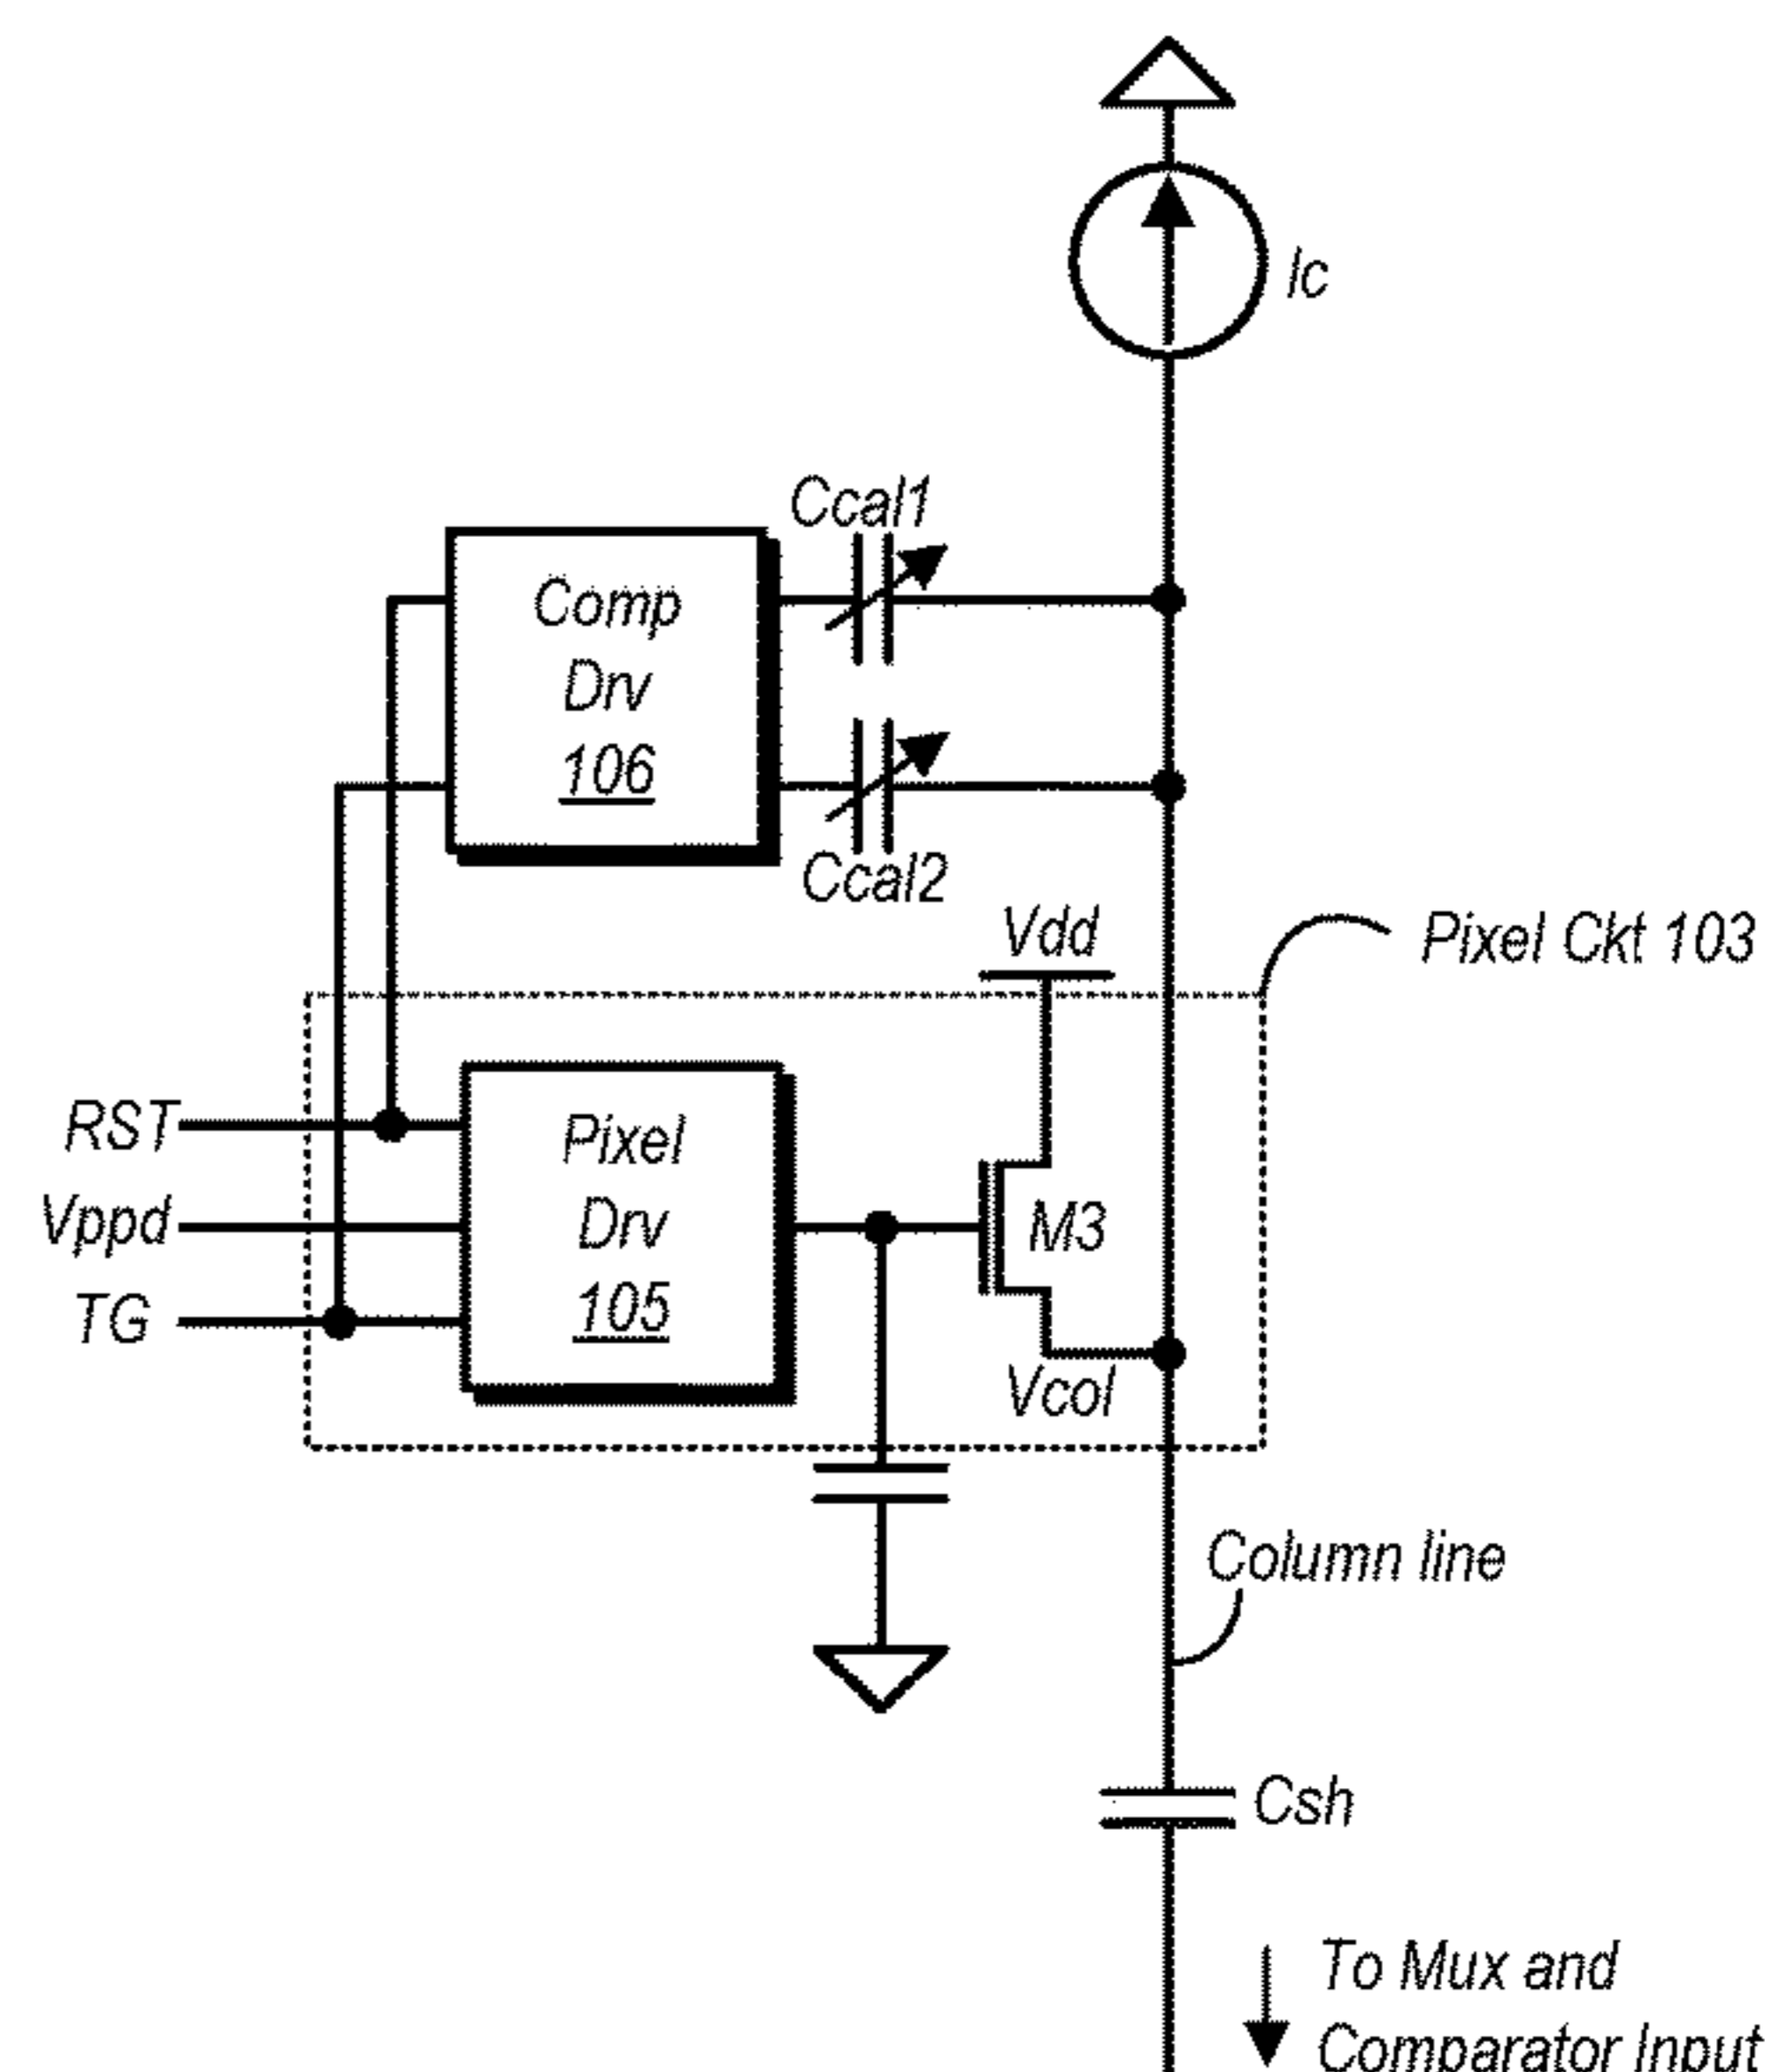 Ic
Ccal1
Comp
Drv
106
Ccal2
Vdd
Pixel Ckt 103
RST
Vppd
TG
Pixel
Drv
105
M3
Vcol
Column line
Csh
To Mux and
Comparator Input